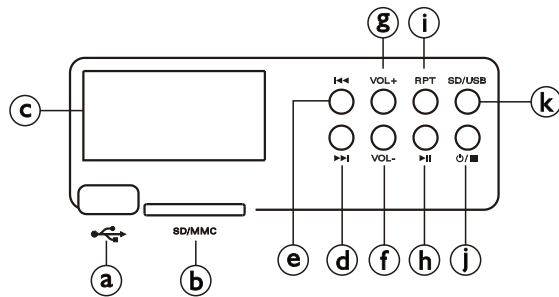 g i
VOL+ RPT SD/USB
c
k
VOL-
/
SD/MMC
e d f h j
a b